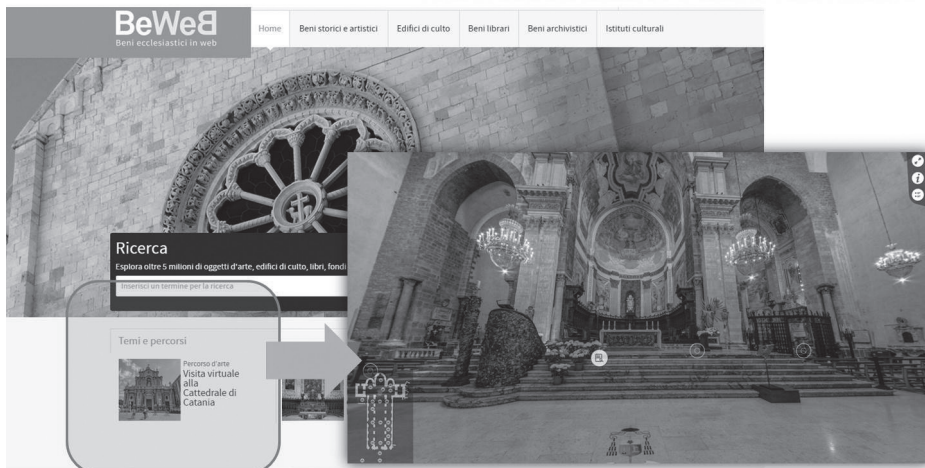 BeWeB
Beni ecclesiastici in web
Home
Beni storici e artistici
Edifici di culto
Beni librari
Beni archivistici
Istituti culturali
Ricerca
Esplora oltre 5 milioni di oggetti d'arte, edifici di culto, libri, fondi
Inserisci un termine per la ricerca
Temi e percorsi
Percorso d'arte
Visita virtuale
alla
Cattedrale di
Catania